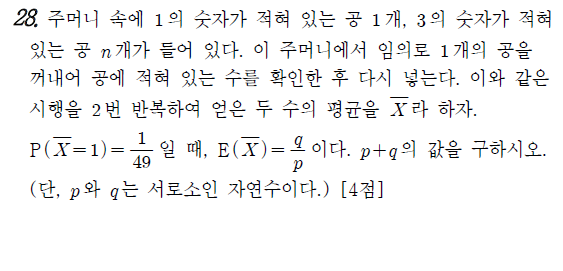 28. 주머니 속에 1의 숫자가 적혀 있는 공 1개, 3의 숫자가 적혀
있는 공 n개가 들어 있다. 이 주머니에서 임의로 1개의 공을
꺼내어 공에 적혀 있는 수를 확인한 후 다시 넣는다. 이와 같은
시행을 2번 반복하여 얻은 두 수의 평균을 X̄라 하자.
P(X̄=1)=1/49일 때, E(X̄)=q/p이다. p+q의 값을 구하시오.
(단, p와 q는 서로소인 자연수이다.) [4점]